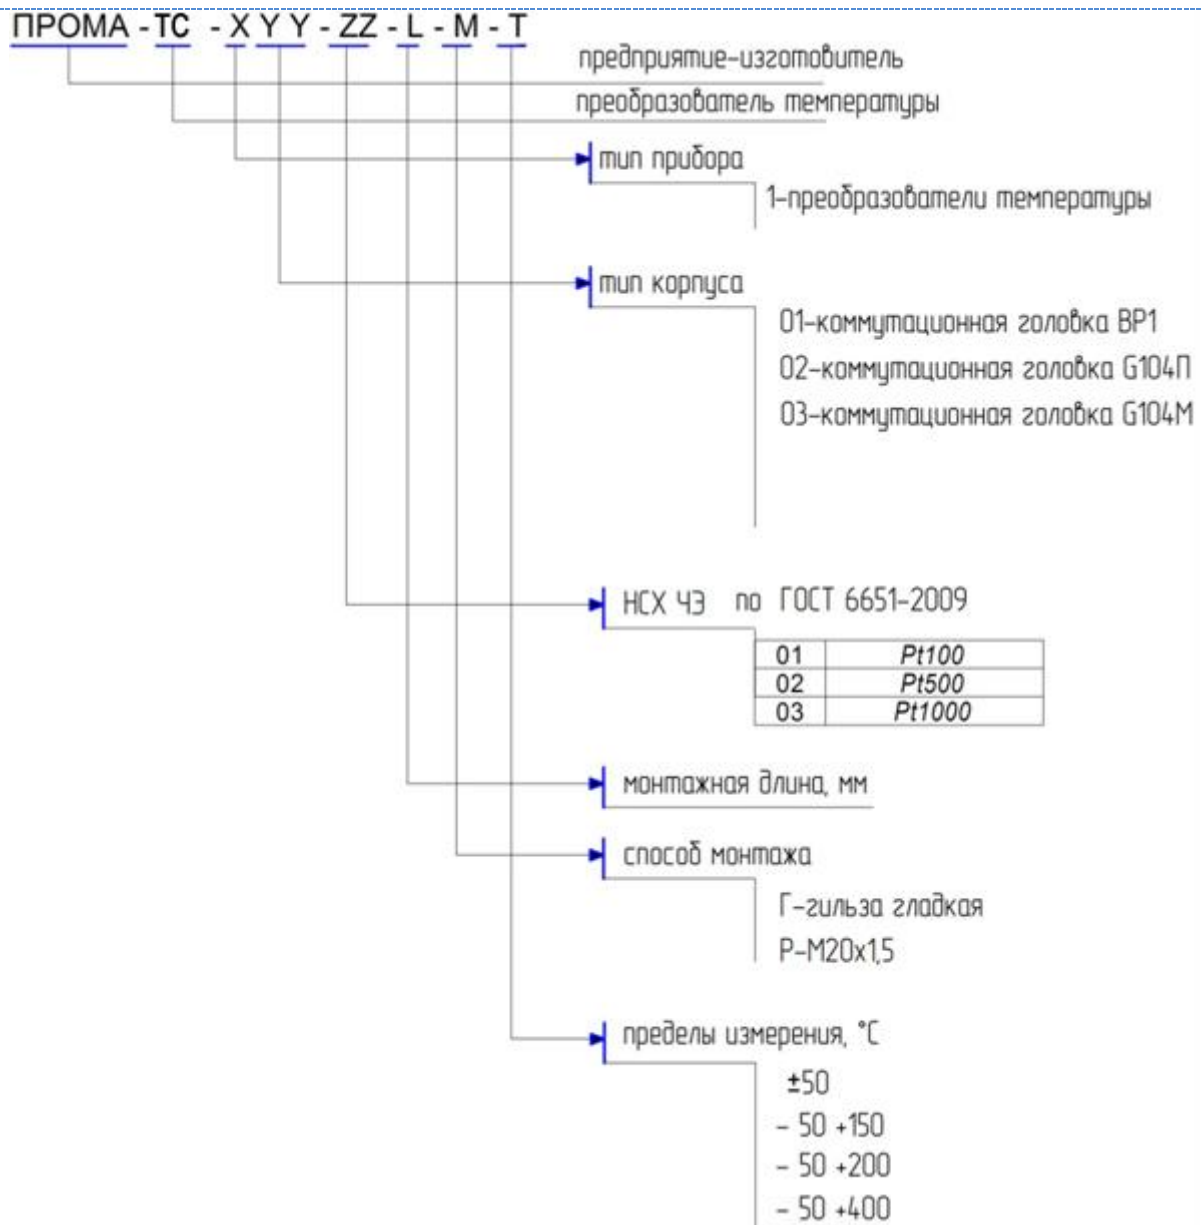 ПРОМА - ТС - X Y Y - ZZ - L - M - T
предприятие-изготовитель
преобразователь температуры
тип прибора
1-преобразователи температуры
тип корпуса
01-коммутационная головка ВР1
02-коммутационная головка G104П
03-коммутационная головка G104М
НСХ ЧЭ по ГОСТ 6651-2009
01 Pt100
02 Pt500
03 Pt1000
монтажная длина, мм
способ монтажа
Г-гильза гладкая
Р-М20х1,5
пределы измерения, °С
±50
- 50 +150
- 50 +200
- 50 +400